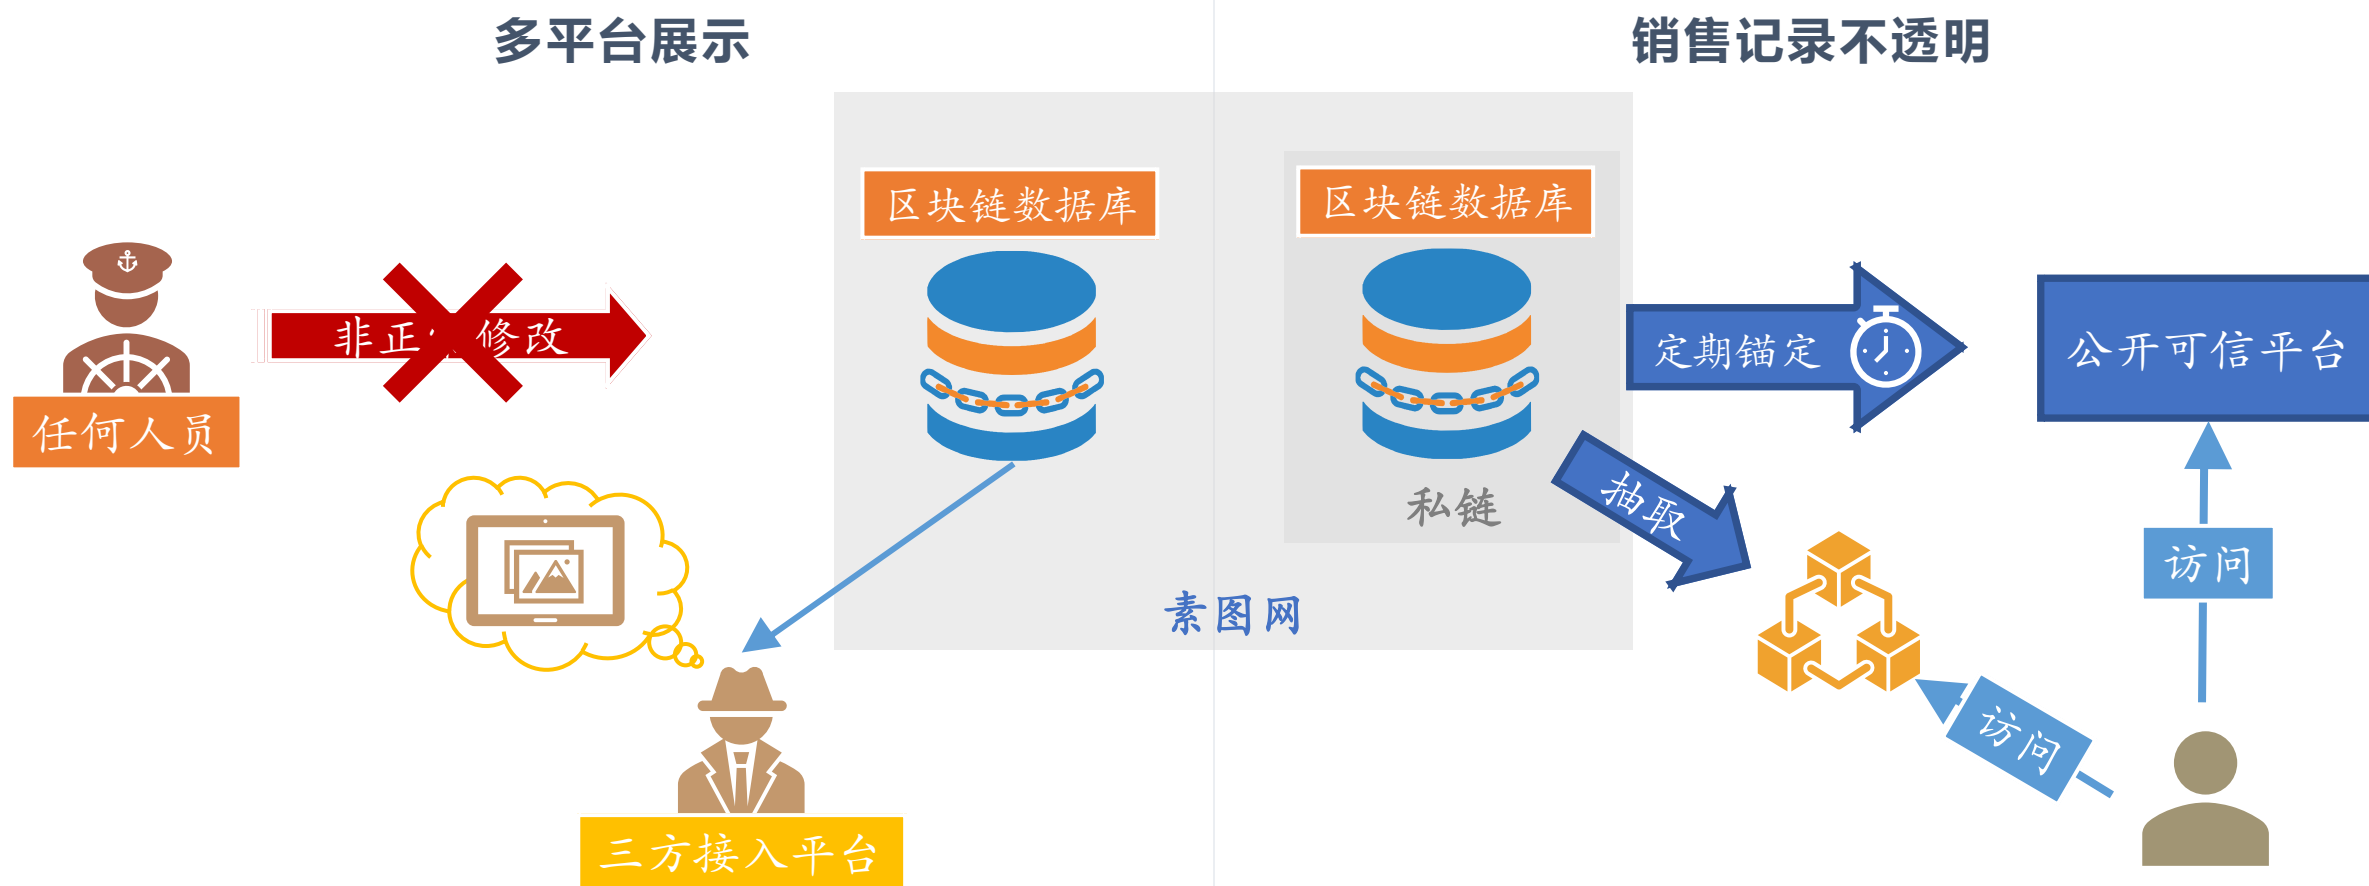 多平台展示
销售记录不透明
区块链数据库
区块链数据库
非正 修改
定期锚定
公开可信平台
任何人员
抽取
私链
访问
素图网
访问
三方接入平台